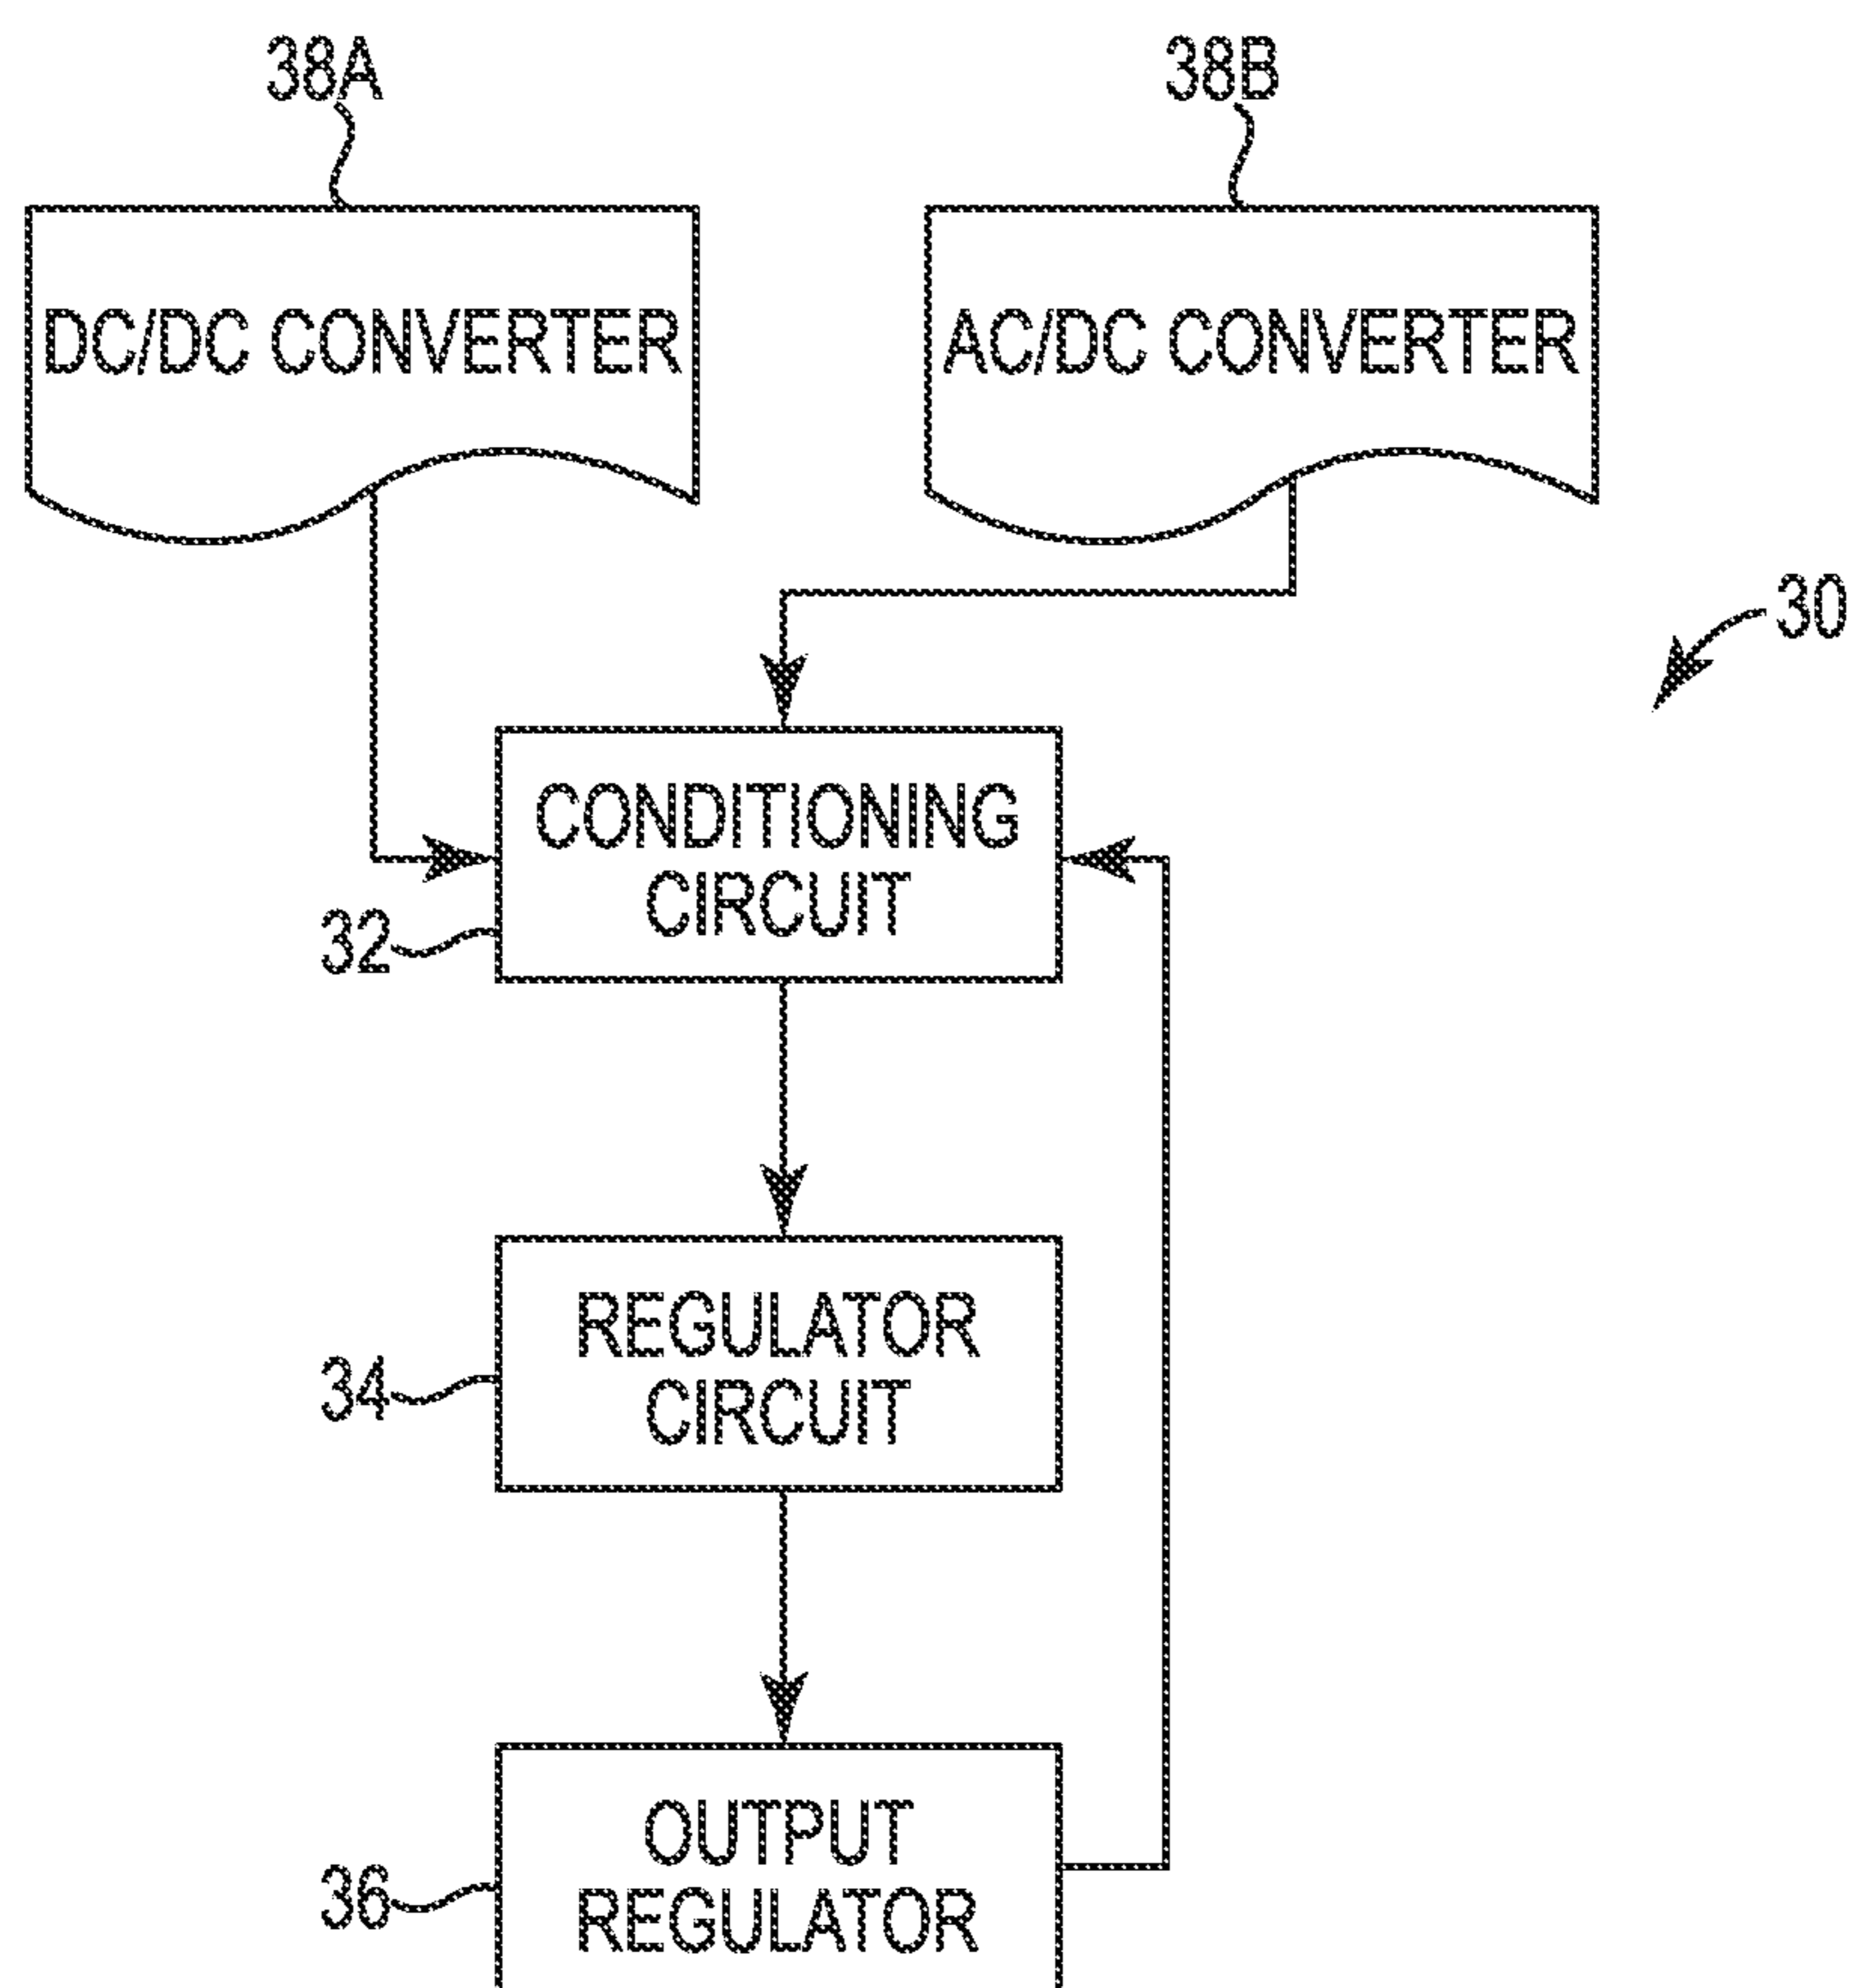 38A
38B
DC/DC CONVERTER
AC/DC CONVERTER
30
CONDITIONING
CIRCUIT
32
REGULATOR
CIRCUIT
34
OUTPUT
REGULATOR
36